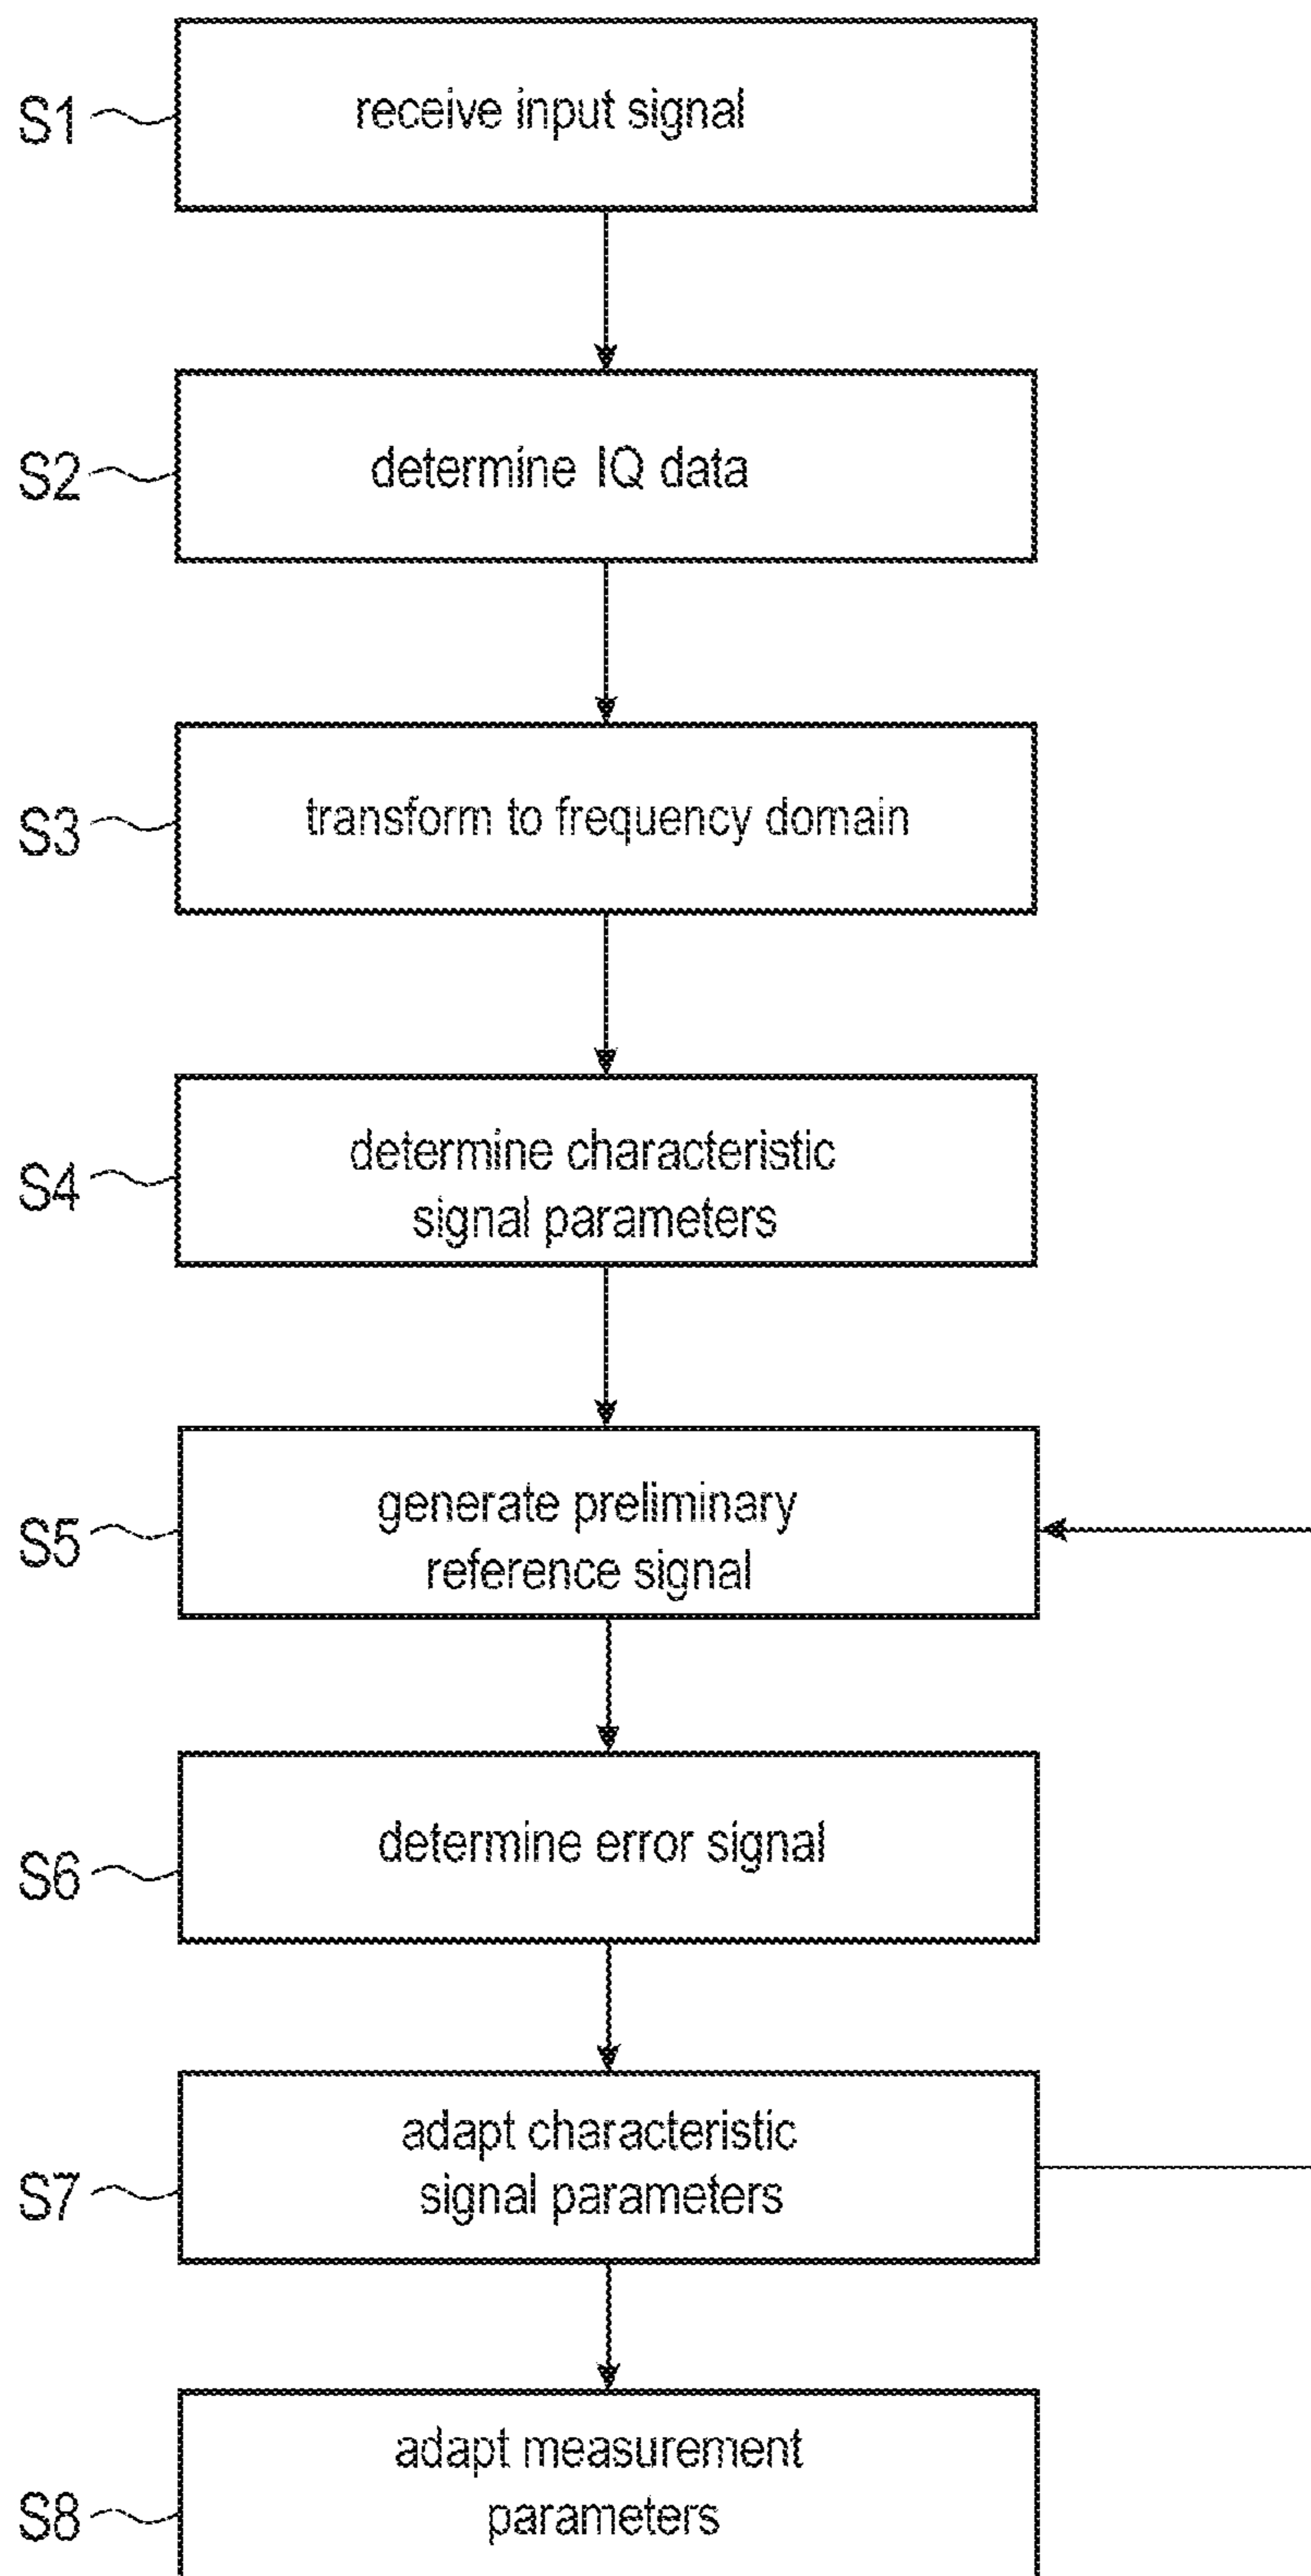 S1
receive input signal
S2
determine IQ data
S3
transform to frequency domain
S4
determine characteristic
signal parameters
S5
generate preliminary
reference signal
S6
determine error signal
S7
adapt characteristic
signal parameters
S8
adapt measurement
parameters